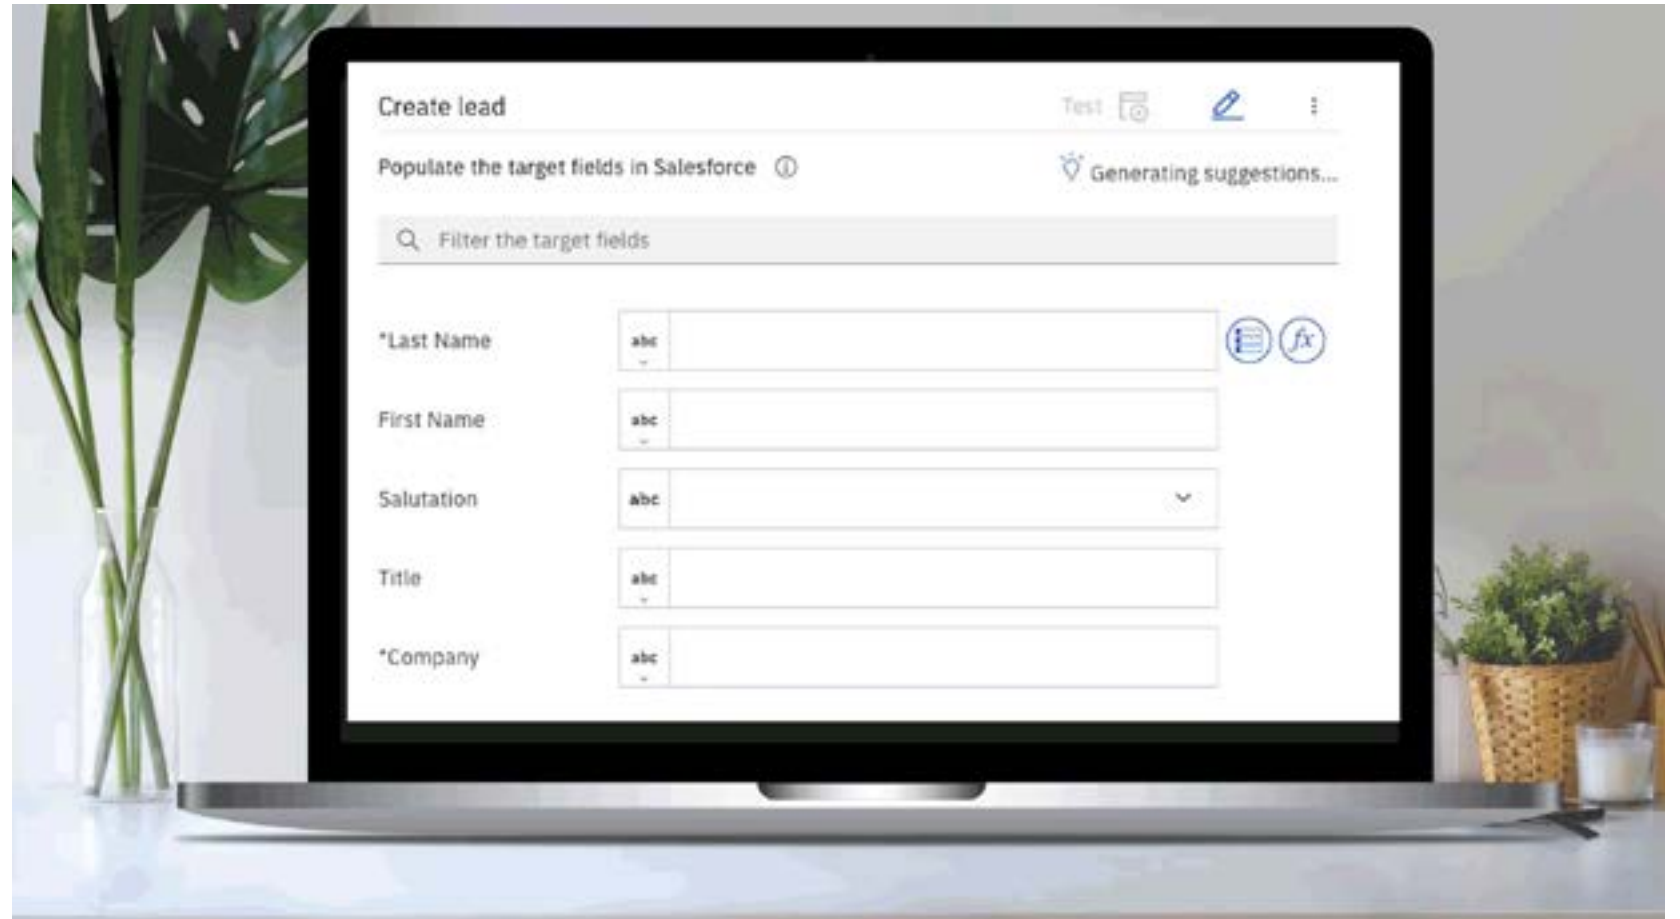 Create lead
Test
Populate the target fields in Salesforce
Generating suggestions...
Filter the target fields
*Last Name
abc
fx
First Name
abc
Salutation
abc
Title
abc
*Company
abc